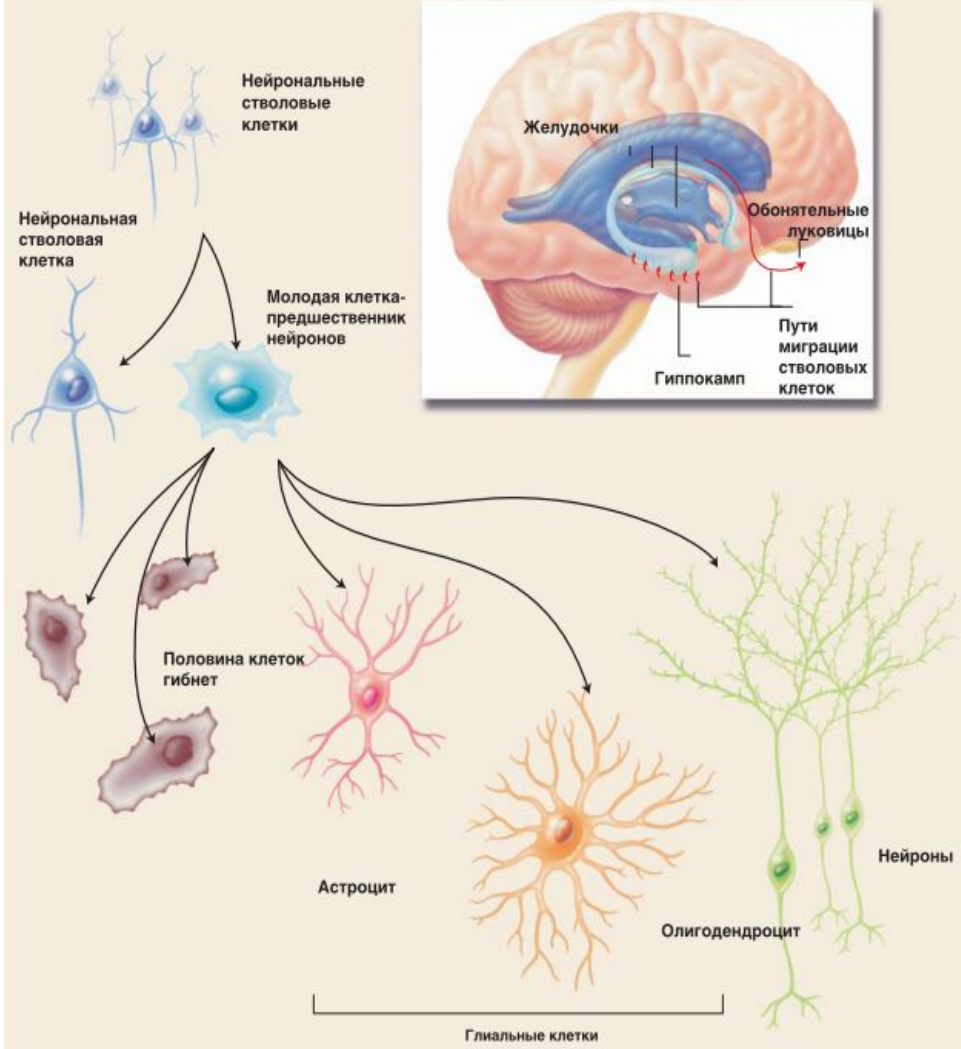 Нейрональные
стволовые
клетки
Нейрональная
стволовая
клетка
Молодая клетка-
предшественник
нейронов
Желудочки
Обонятельные
луковицы
Пути
миграции
стволовых
клеток
Гиппокамп
Половина клеток
гибнет
Астроцит
Олигодендроцит
Нейроны
Глиальные клетки